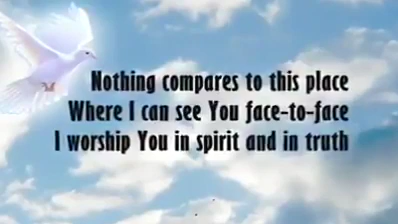 Nothing compares to this place
Where I can see You face-to-face
I worship You in spirit and in truth